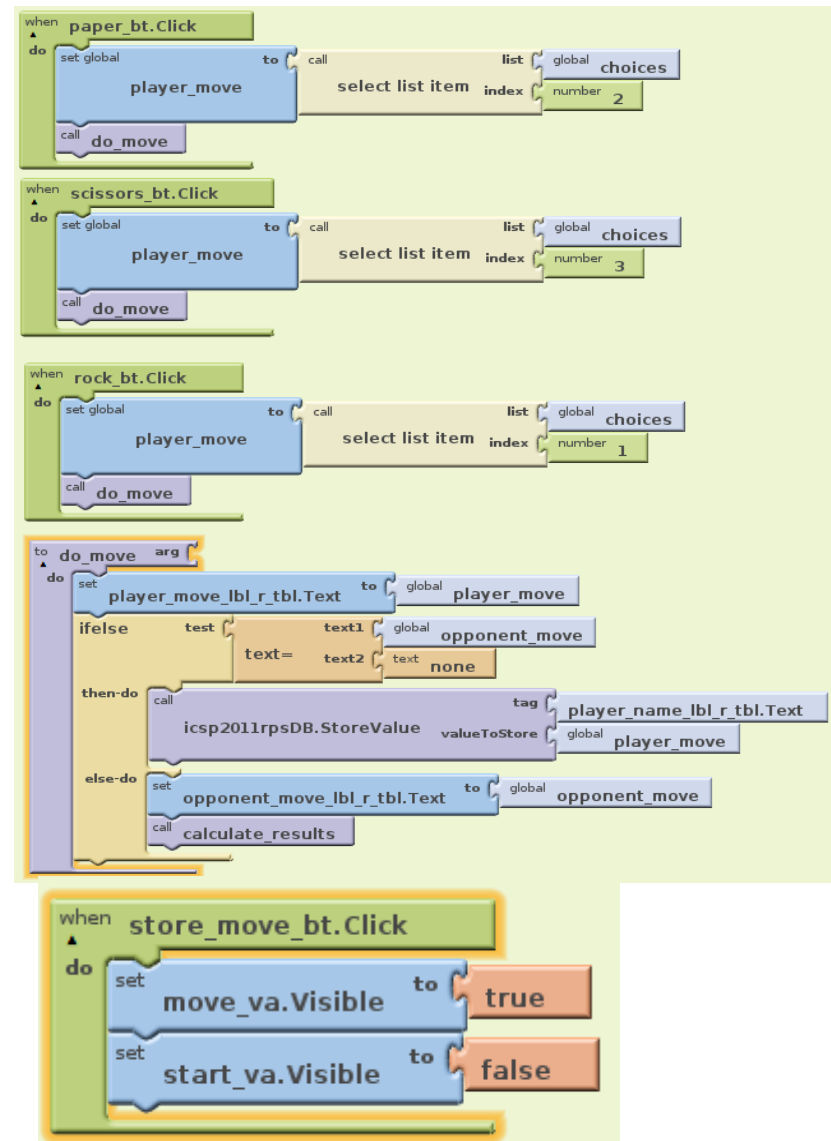 when paper_bt.Click
do set global player_move to call select list item list global choices
index number 2
call do_move
when scissors_bt.Click
do set global player_move to call select list item list global choices
index number 3
call do_move
when rock_bt.Click
do set global player_move to call select list item list global choices
index number 1
call do_move
to do_move arg
do set player_move_lbl_r_tbl.Text to global player_move
ifelse test text= text1 global opponent_move
text2 text none
then-do call icsp2011rpsDB.StoreValue tag player_name_lbl_r_tbl.Text
valueToStore global player_move
else-do set opponent_move_lbl_r_tbl.Text to global opponent_move
call calculate_results
when store_move_bt.Click
do set move_va.Visible to true
set start_va.Visible to false